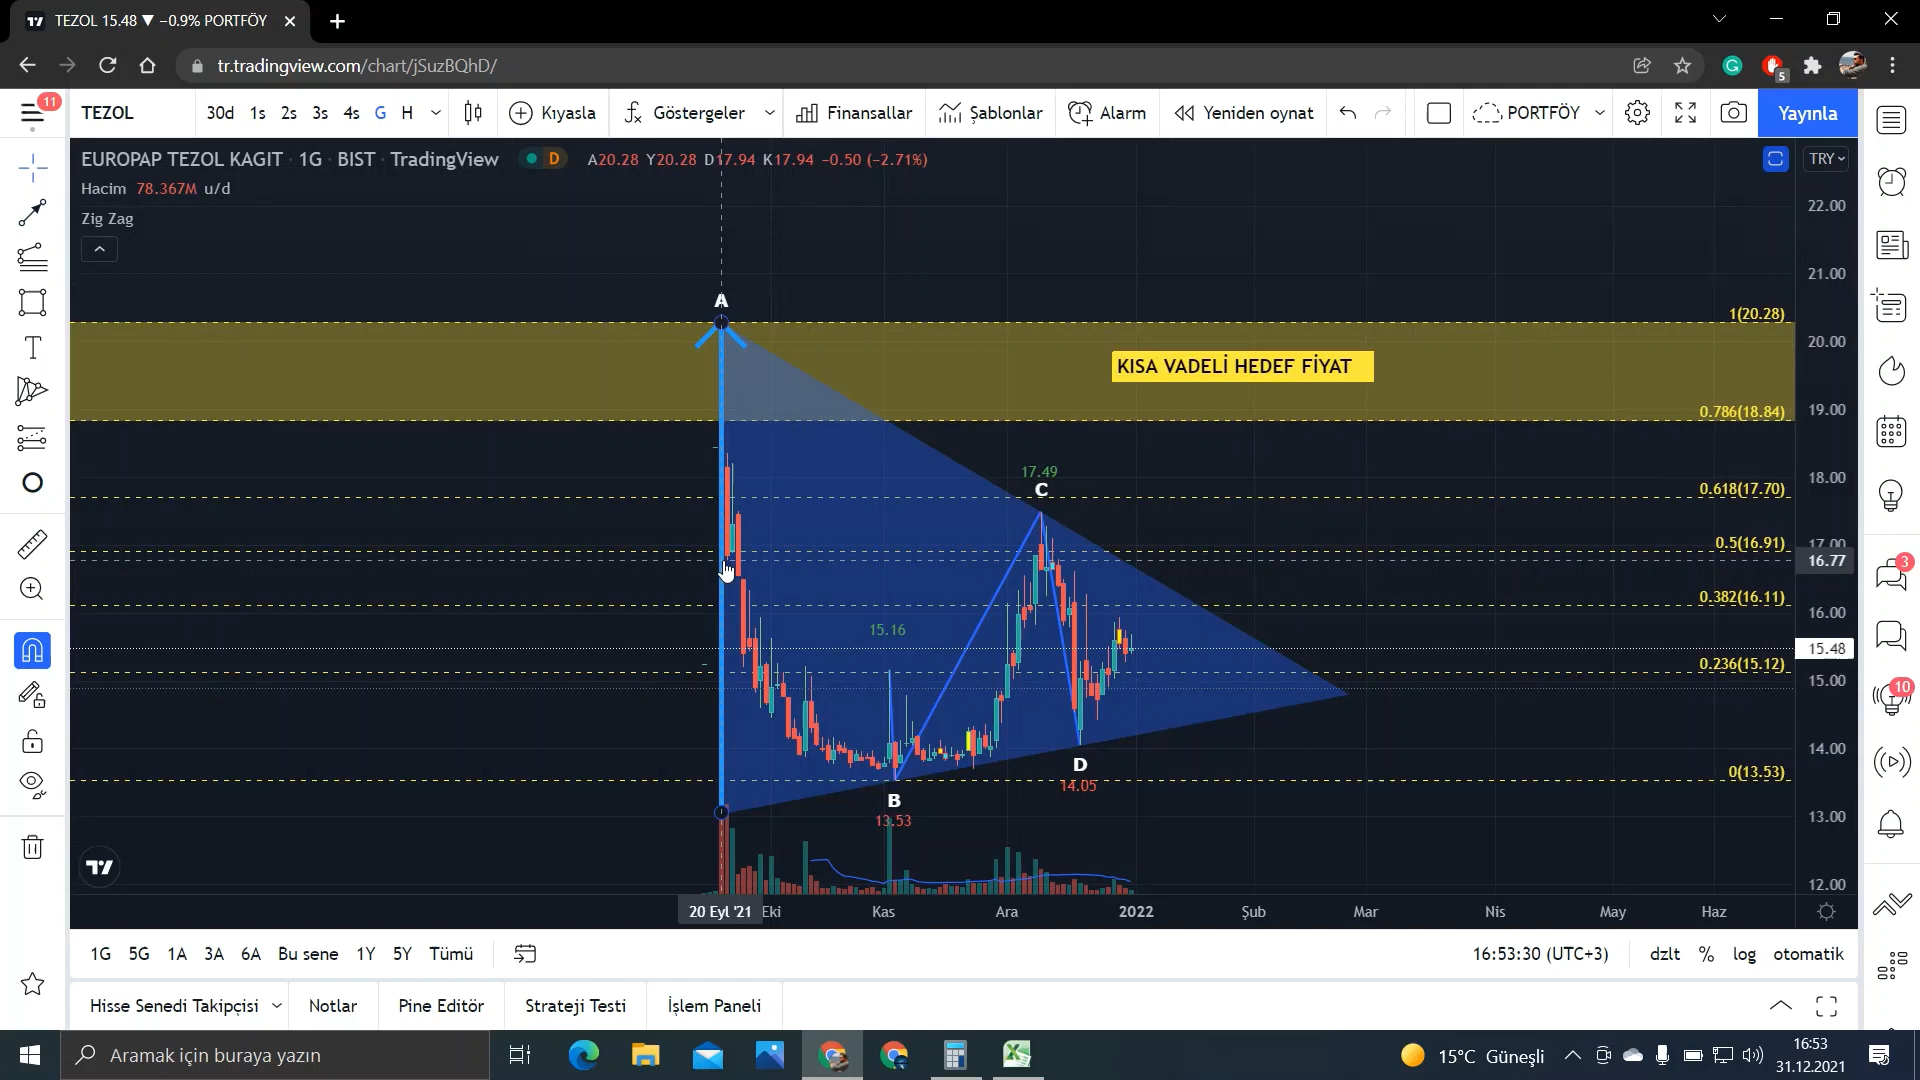 TEZOL 15.48 ▼ −0.9% PORTFÖY
tr.tradingview.com/chart/jSuzBQhD/
5
11
TEZOL
30d 1s 2s 3s 4s G H
Kıyasla
Göstergeler
Finansallar
Şablonlar
Alarm
Yeniden oynat
PORTFÖY
Yayınla
EUROPAP TEZOL KAGIT · 1G · BIST · TradingView
D
A20.28 Y20.28 D17.94 K17.94 −0.50 (−2.71%)
TRY
Hacim 78.367M u/d
Zig Zag
22.00
21.00
20.00
19.00
18.00
17.00
16.77
16.00
15.48
15.00
14.00
13.00
12.00
1(20.28)
KISA VADELİ HEDEF FİYAT
0.786(18.84)
0.618(17.70)
0.5(16.91)
0.382(16.11)
0.236(15.12)
0(13.53)
A
17.49
C
15.16
B
13.53
D
14.05
3
10
20 Eyl '21 Eki Kas Ara 2022 Şub Mar Nis May Haz
1G 5G 1A 3A 6A Bu sene 1Y 5Y Tümü
16:53:30 (UTC+3)
dzlt % log otomatik
Hisse Senedi Takipçisi
Notlar
Pine Editör
Strateji Testi
İşlem Paneli
Aramak için buraya yazın
15°C Güneşli
16:53
31.12.2021